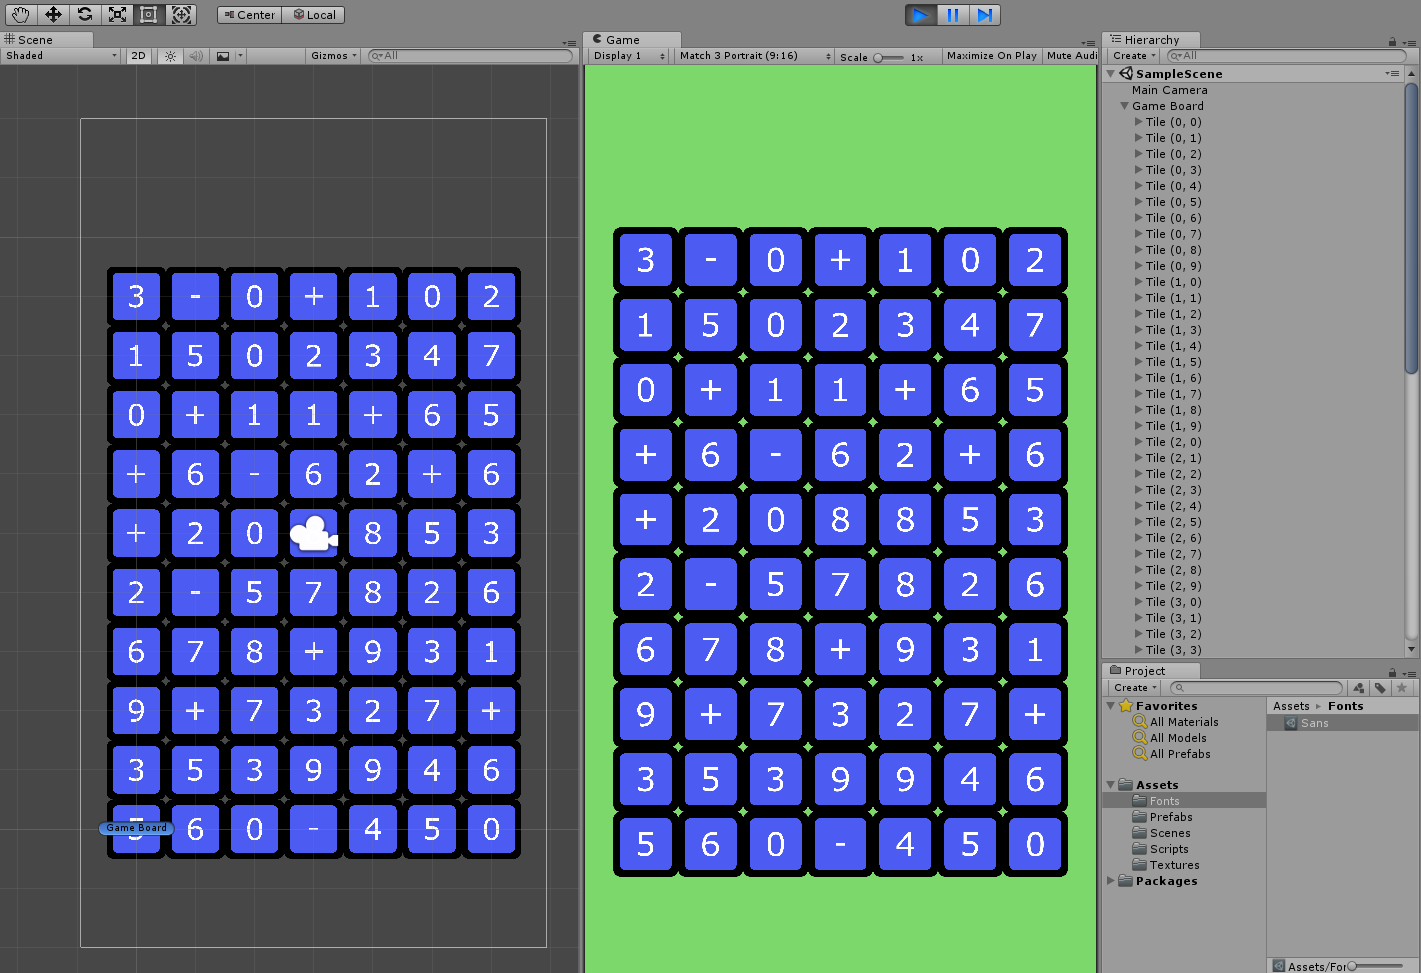 Center Local
Scene
Shaded 2D Gizmos All
3 - 0 + 1 0 2
1 5 0 2 3 4 7
0 + 1 1 + 6 5
+ 6 - 6 2 + 6
+ 2 0 8 5 3
2 - 5 7 8 2 6
6 7 8 + 9 3 1
9 + 7 3 2 7 +
3 5 3 9 9 4 6
5 6 0 - 4 5 0
Game Board
Game
Display 1 Match 3 Portrait (9:16) Scale 1x Maximize On Play Mute Audi
3 - 0 + 1 0 2
1 5 0 2 3 4 7
0 + 1 1 + 6 5
+ 6 - 6 2 + 6
+ 2 0 8 8 5 3
2 - 5 7 8 2 6
6 7 8 + 9 3 1
9 + 7 3 2 7 +
3 5 3 9 9 4 6
5 6 0 - 4 5 0
Hierarchy
Create All
SampleScene
Main Camera
Game Board
Tile (0, 0)
Tile (0, 1)
Tile (0, 2)
Tile (0, 3)
Tile (0, 4)
Tile (0, 5)
Tile (0, 6)
Tile (0, 7)
Tile (0, 8)
Tile (0, 9)
Tile (1, 0)
Tile (1, 1)
Tile (1, 2)
Tile (1, 3)
Tile (1, 4)
Tile (1, 5)
Tile (1, 6)
Tile (1, 7)
Tile (1, 8)
Tile (1, 9)
Tile (2, 0)
Tile (2, 1)
Tile (2, 2)
Tile (2, 3)
Tile (2, 4)
Tile (2, 5)
Tile (2, 6)
Tile (2, 7)
Tile (2, 8)
Tile (2, 9)
Tile (3, 0)
Tile (3, 1)
Tile (3, 2)
Tile (3, 3)
Project
Create
Favorites
All Materials
All Models
All Prefabs
Assets
Fonts
Prefabs
Scenes
Scripts
Textures
Packages
Assets Fonts
Sans
Assets/For